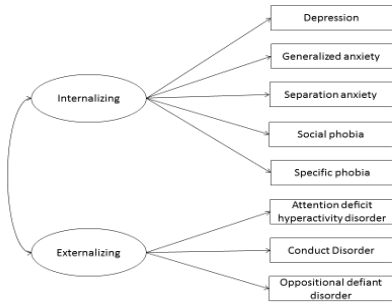 Depression
Generalized anxiety
Separation anxiety
Internalizing
Social phobia
Specific phobia
Attention deficit
hyperactivity disorder
Conduct Disorder
Externalizing
Oppositional defiant
disorder